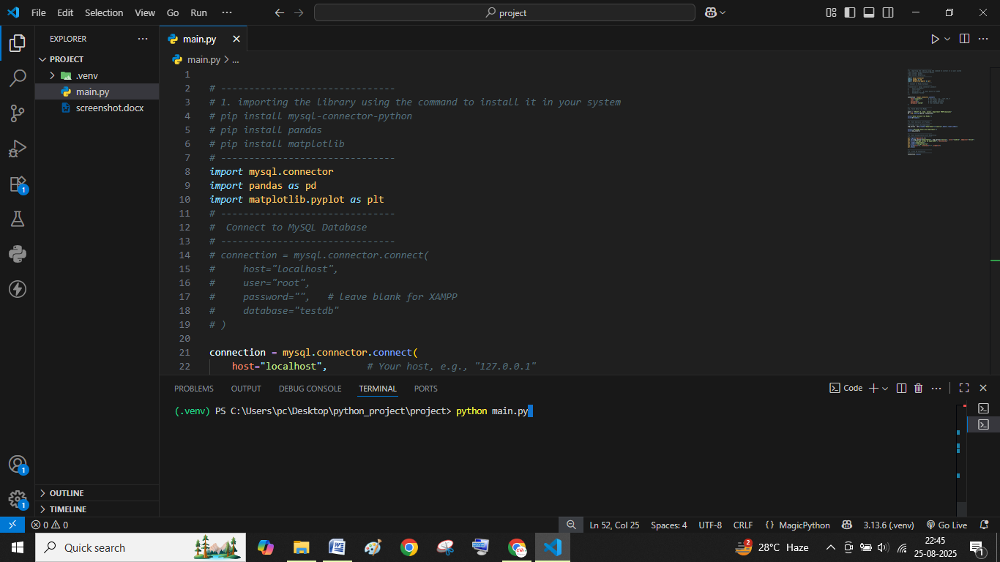 File Edit Selection View Go Run ··· project
EXPLORER ···
PROJECT
.venv
main.py
screenshot.docx
OUTLINE
TIMELINE
main.py
main.py > ...
1
2 # -------------------------------
3 # 1. importing the library using the command to install it in your system
4 # pip install mysql-connector-python
5 # pip install pandas
6 # pip install matplotlib
7 # -------------------------------
8 import mysql.connector
9 import pandas as pd
10 import matplotlib.pyplot as plt
11 # -------------------------------
12 #  Connect to MySQL Database
13 # -------------------------------
14 # connection = mysql.connector.connect(
15 #     host="localhost",
16 #     user="root",
17 #     password="",   # leave blank for XAMPP
18 #     database="testdb"
19 # )
20
21 connection = mysql.connector.connect(
22     host="localhost",       # Your host, e.g., "127.0.0.1"
PROBLEMS OUTPUT DEBUG CONSOLE TERMINAL PORTS Code
(.venv) PS C:\Users\pc\Desktop\python_project\project> python main.py
1
1
1
0 0 Ln 52, Col 25 Spaces: 4 UTF-8 CRLF { } MagicPython 3.13.6 (.venv) Go Live
Quick search 2 28°C Haze 22:45
25-08-2025 1